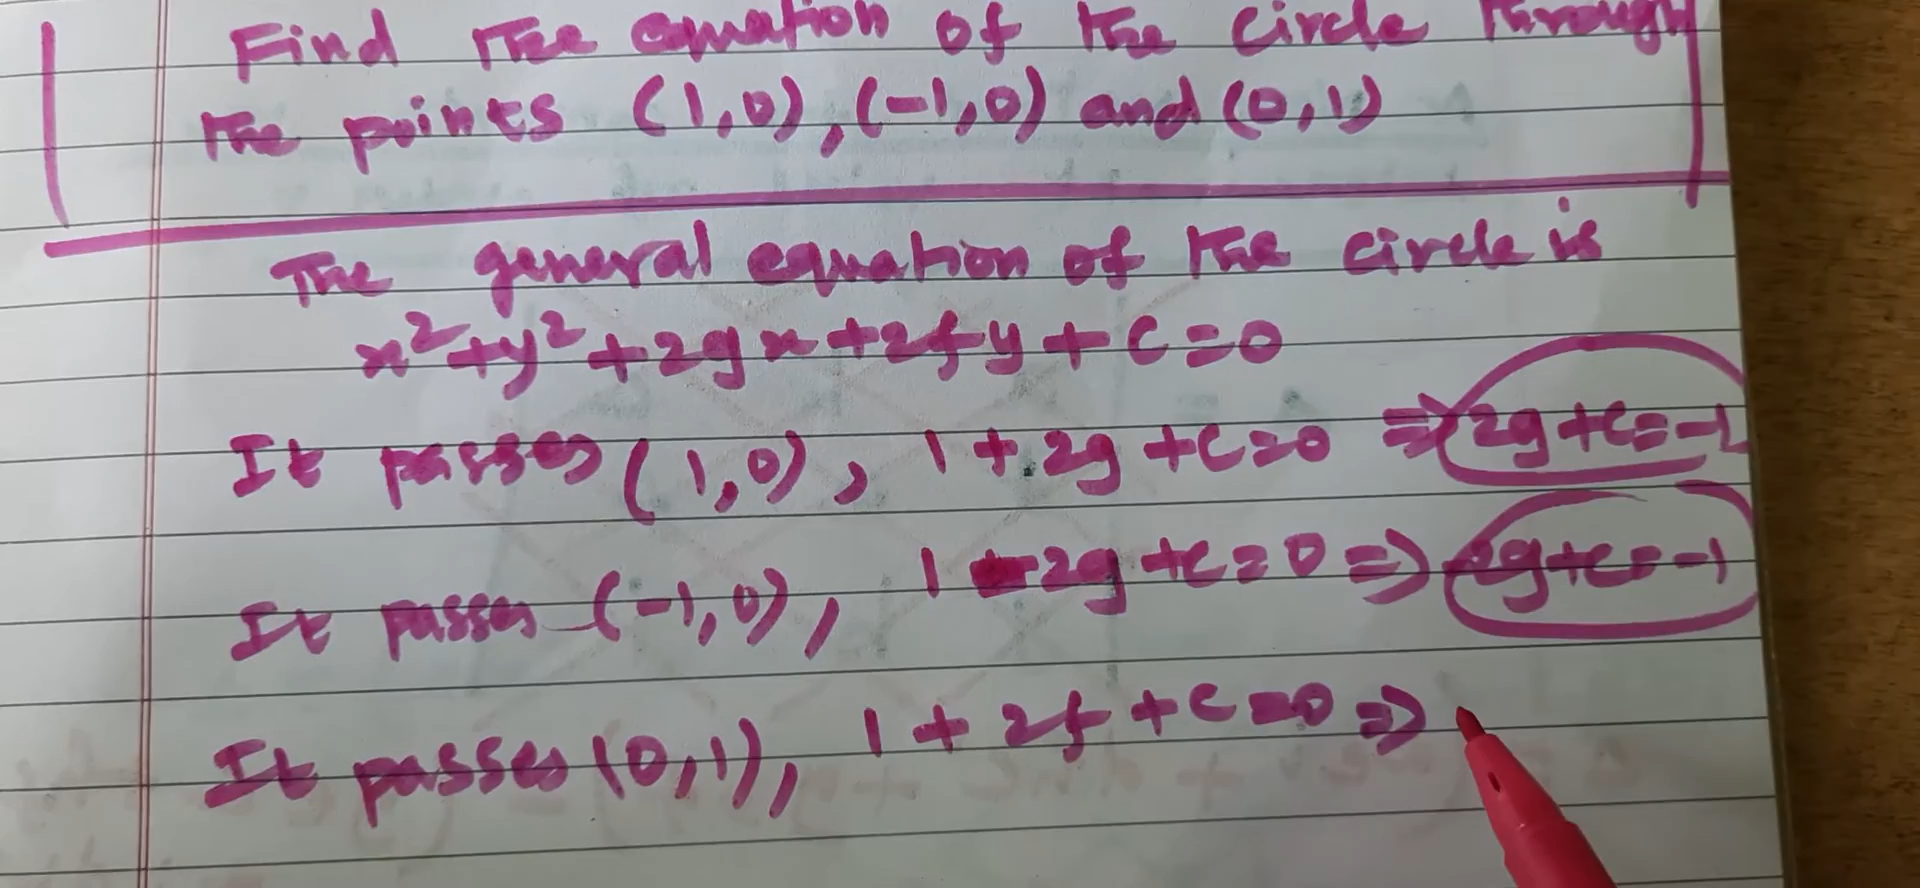 Find the equation of the circle through
the points (1,0), (-1,0) and (0,1)
The general equation of the circle is
x²+y²+2gx+2fy+c=0
It passes (1,0), 1+2g+c=0 ⇒ 2g+c=-1
It passes (-1,0), 1-2g+c=0 ⇒ -2g+c=-1
It passes (0,1), 1+2f+c=0 ⇒